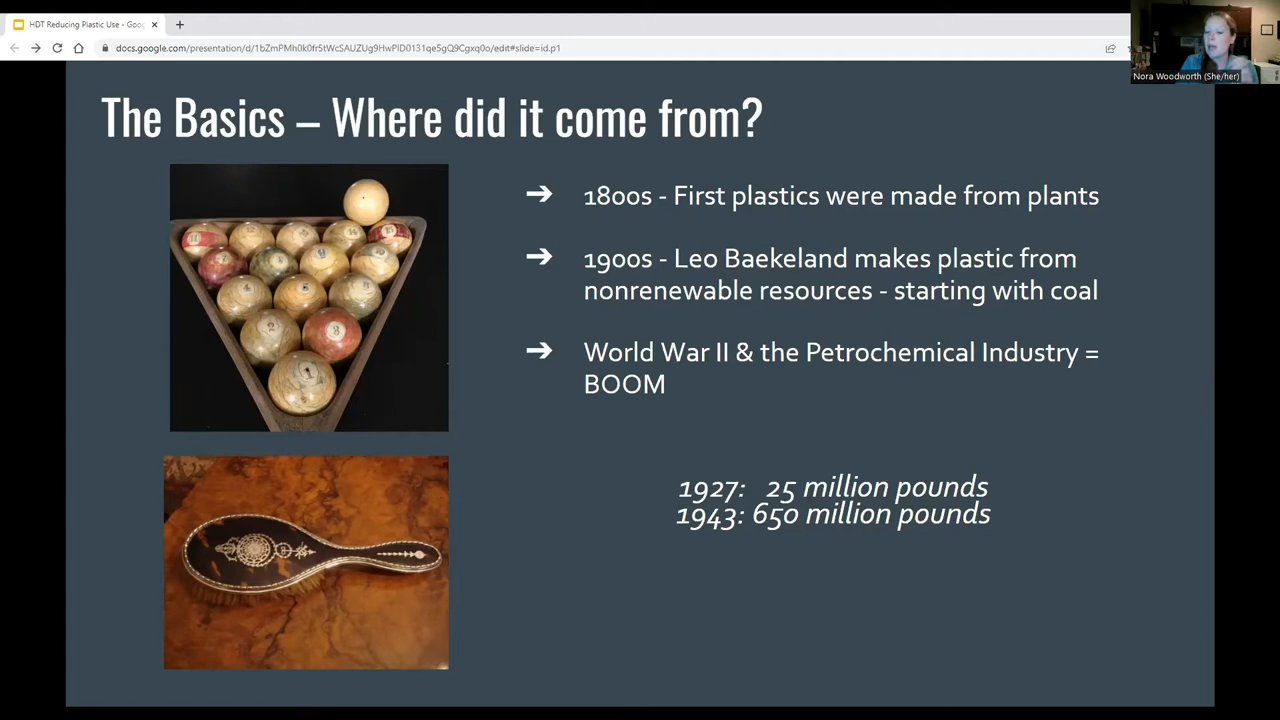 HDT Reducing Plastic Use - Goog
docs.google.com/presentation/d/1bZmPMh0k0fr5tWcSAUZUg9HwPlD0131qe5gQ9Cgxq0o/edit#slide=id.p1
Nora Woodworth (She/her)
The Basics – Where did it come from?
➔ 1800s - First plastics were made from plants
➔ 1900s - Leo Baekeland makes plastic from
nonrenewable resources - starting with coal
➔ World War II & the Petrochemical Industry =
BOOM
1927: 25 million pounds
1943: 650 million pounds